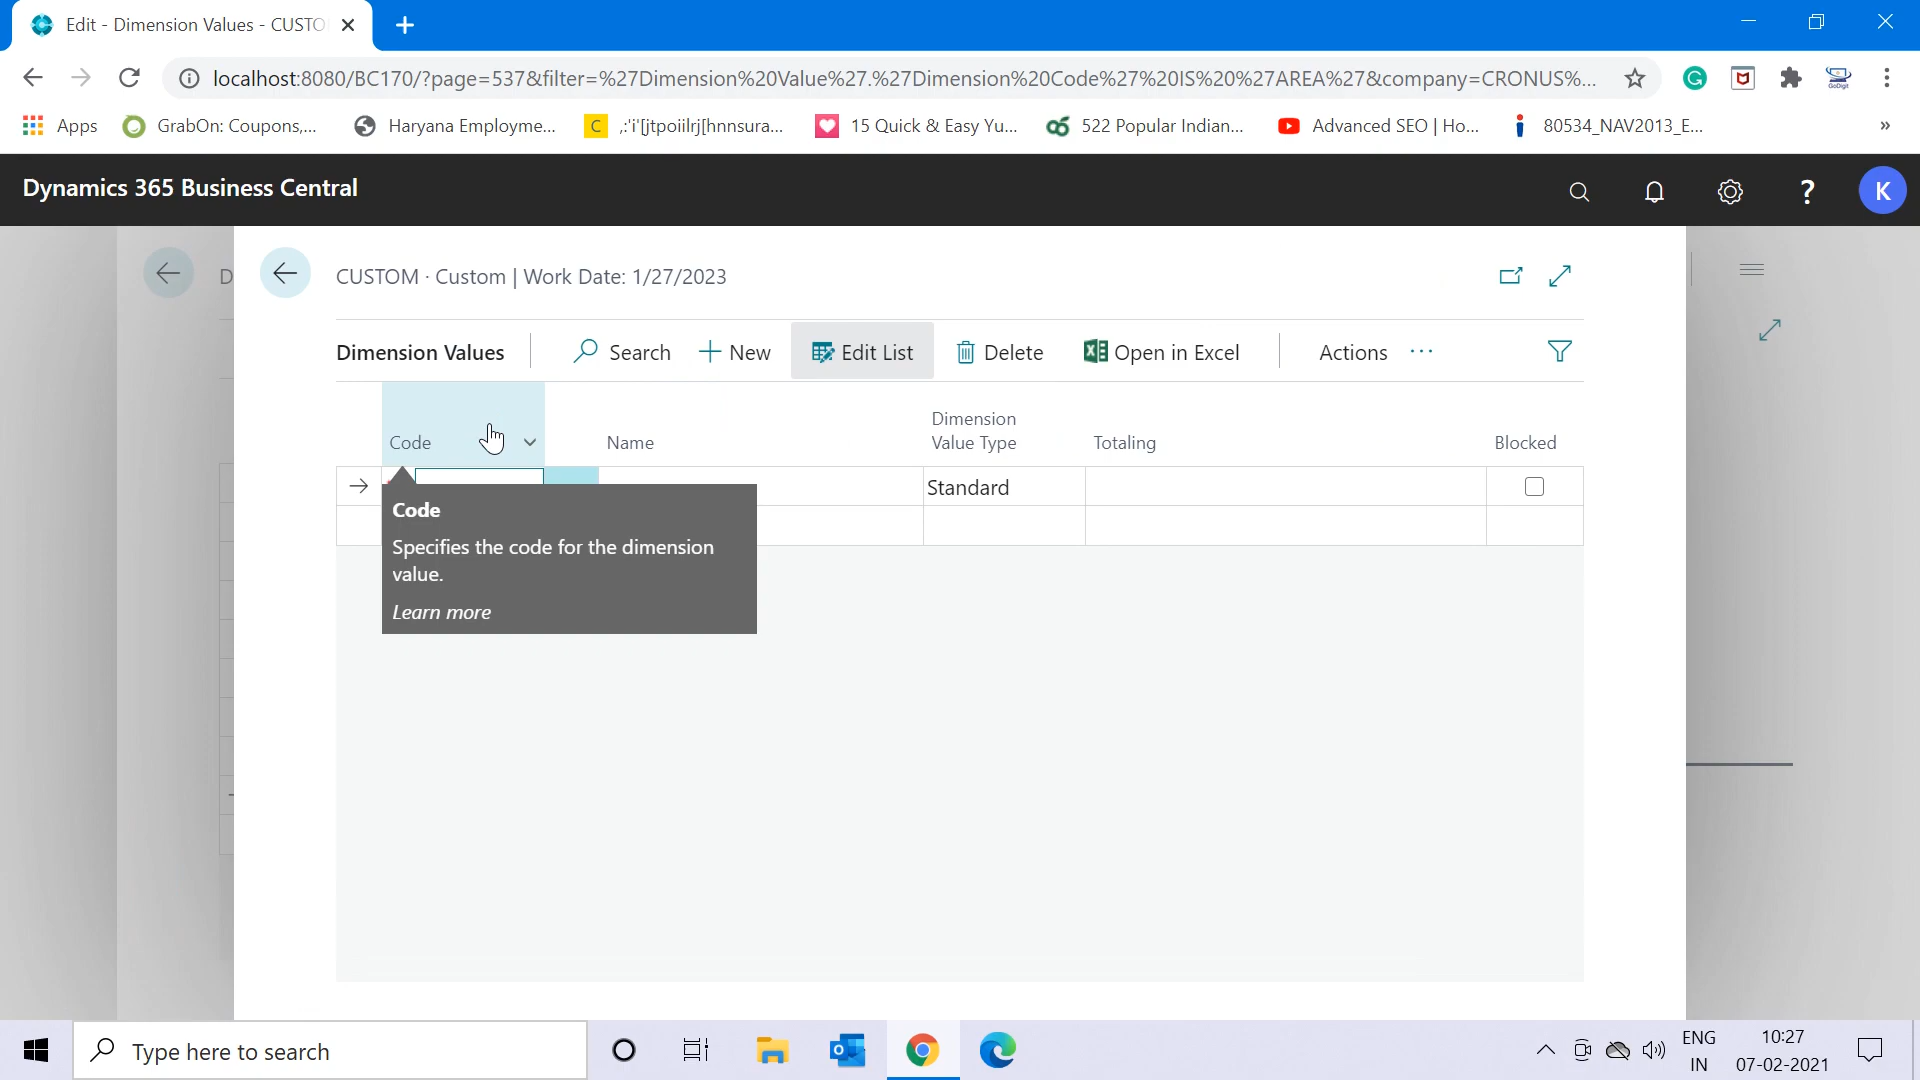 Edit - Dimension Values - CUSTO
localhost:8080/BC170/?page=537&filter=%27Dimension%20Value%27.%27Dimension%20Code%27%20IS%20%27AREA%27&company=CRONUS%...
Apps
GrabOn: Coupons,...
Haryana Employme...
C
,:'i'[jtpoiilrj[hnnsura...
15 Quick & Easy Yu...
522 Popular Indian...
Advanced SEO | Ho...
80534_NAV2013_E...
»
Dynamics 365 Business Central
?
K
D
CUSTOM · Custom | Work Date: 1/27/2023
Dimension Values
Search
New
Edit List
Delete
Open in Excel
Actions
Code
Name
Dimension
Value Type
Totaling
Blocked
Standard
Code
Specifies the code for the dimension
value.
Learn more
Type here to search
ENG
IN
10:27
07-02-2021